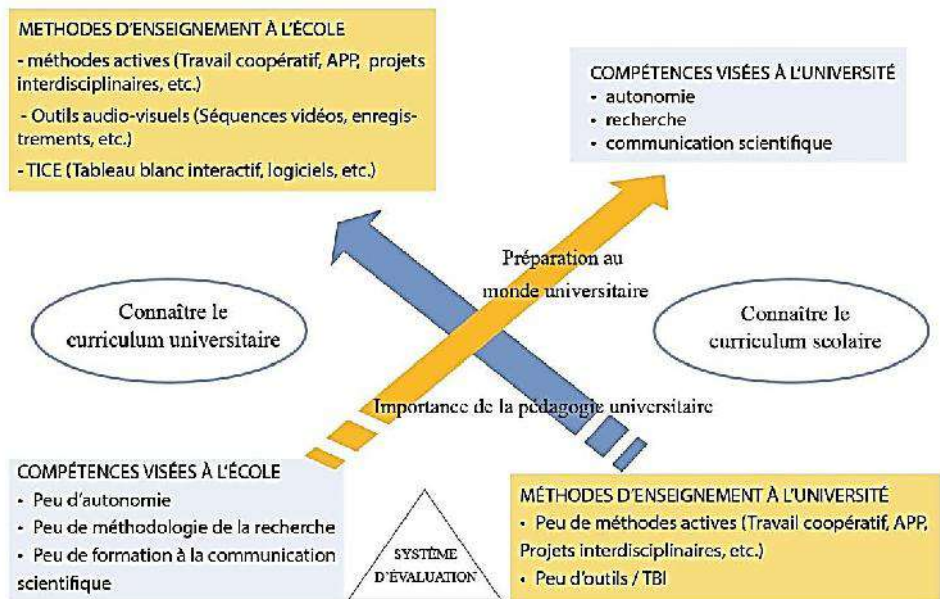 METHODES D'ENSEIGNEMENT À L'ÉCOLE
- méthodes actives (Travail coopératif, APP, projets
interdisciplinaires, etc.)
- Outils audio-visuels (Séquences vidéos, enregis-
trements, etc.)
- TICE (Tableau blanc interactif, logiciels, etc.)
COMPÉTENCES VISÉES À L'UNIVERSITÉ
• autonomie
• recherche
• communication scientifique
Préparation au
monde universitaire
Connaître le
curriculum universitaire
Connaître le
curriculum scolaire
Importance de la pédagogie universitaire
COMPÉTENCES VISÉES À L'ÉCOLE
• Peu d'autonomie
• Peu de méthodologie de la recherche
• Peu de formation à la communication
scientifique
SYSTÈME
D'ÉVALUATION
MÉTHODES D'ENSEIGNEMENT À L'UNIVERSITÉ
• Peu de méthodes actives (Travail coopératif, APP,
Projets interdisciplinaires, etc.)
• Peu d'outils / TBI